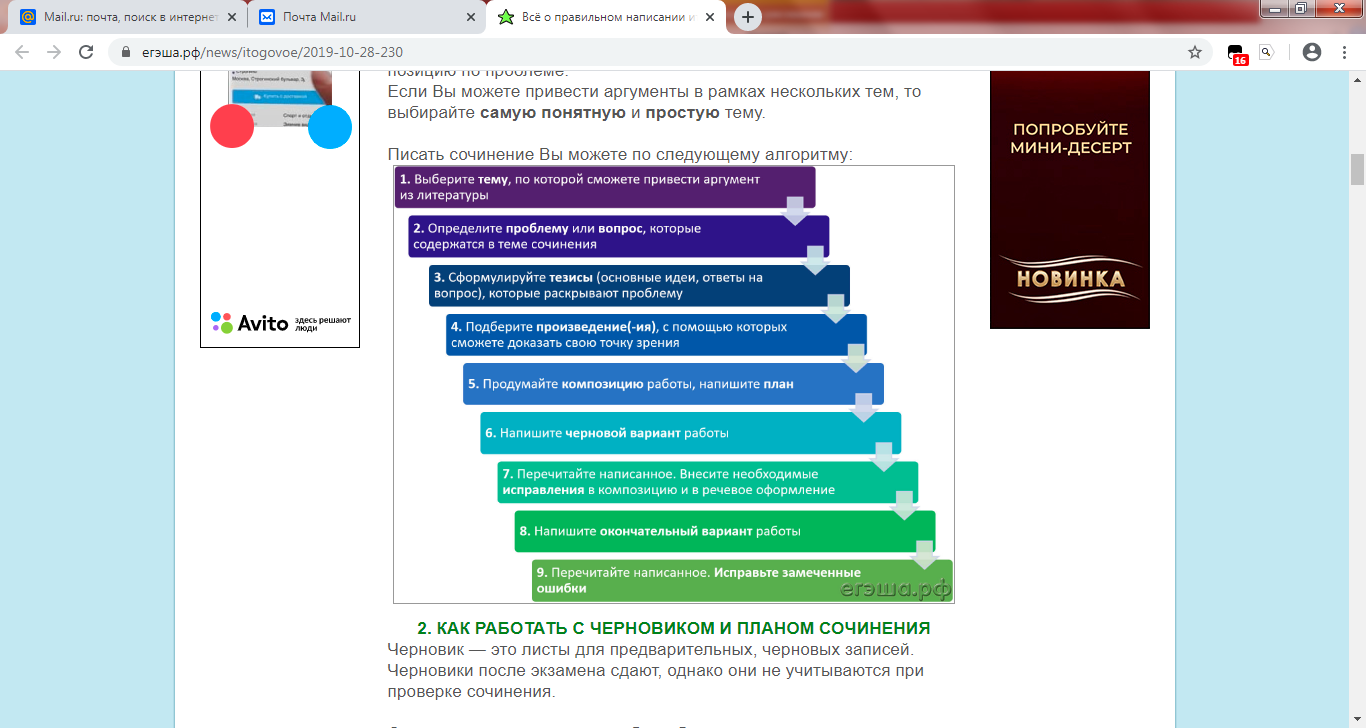 Mail.ru: почта, поиск в интернет
Почта Mail.ru
Всё о правильном написании и
егэша.рф/news/itogovoe/2019-10-28-230
16
позицию по проблеме.
Если Вы можете привести аргументы в рамках нескольких тем, то
выбирайте самую понятную и простую тему.
Писать сочинение Вы можете по следующему алгоритму:
1. Выберите тему, по которой сможете привести аргумент
из литературы
2. Определите проблему или вопрос, которые
содержатся в теме сочинения
3. Сформулируйте тезисы (основные идеи, ответы на
вопрос), которые раскрывают проблему
4. Подберите произведение(-ия), с помощью которых
сможете доказать свою точку зрения
5. Продумайте композицию работы, напишите план
6. Напишите черновой вариант работы
7. Перечитайте написанное. Внесите необходимые
исправления в композицию и в речевое оформление
8. Напишите окончательный вариант работы
9. Перечитайте написанное. Исправьте замеченные
ошибки
егэша.рф
2. КАК РАБОТАТЬ С ЧЕРНОВИКОМ И ПЛАНОМ СОЧИНЕНИЯ
Черновик — это листы для предварительных, черновых записей.
Черновики после экзамена сдают, однако они не учитываются при
проверке сочинения.
Москва, Строгинский бульвар,
Купить с доставкой
Avito
здесь решают
люди
ПОПРОБУЙТЕ
МИНИ-ДЕСЕРТ
НОВИНКА